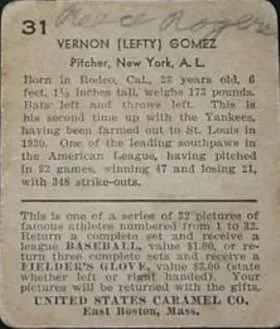 Reece Roger
31
VERNON (LEFTY) GOMEZ
Pitcher, New York, A. L.
Born in Rodeo, Cal., 23 years old, 6
feet, 1½ inches tall, weighs 173 pounds.
Bats left and throws left. This is
his second time up with the Yankees,
having been farmed out to St. Louis in
1930. One of the leading southpaws in
the American League, having pitched
in 92 games, winning 47 and losing 21,
with 348 strike-outs.
This is one of a series of 32 pictures of
famous athletes numbered from 1 to 32.
Return a complete set and receive a
league BASEBALL, value $1.00, or re-
turn three complete sets and receive a
FIELDER'S GLOVE, value $3.00 (state
whether left or right handed). Your
pictures will be returned with the gifts.
UNITED STATES CARAMEL CO.
East Boston, Mass.